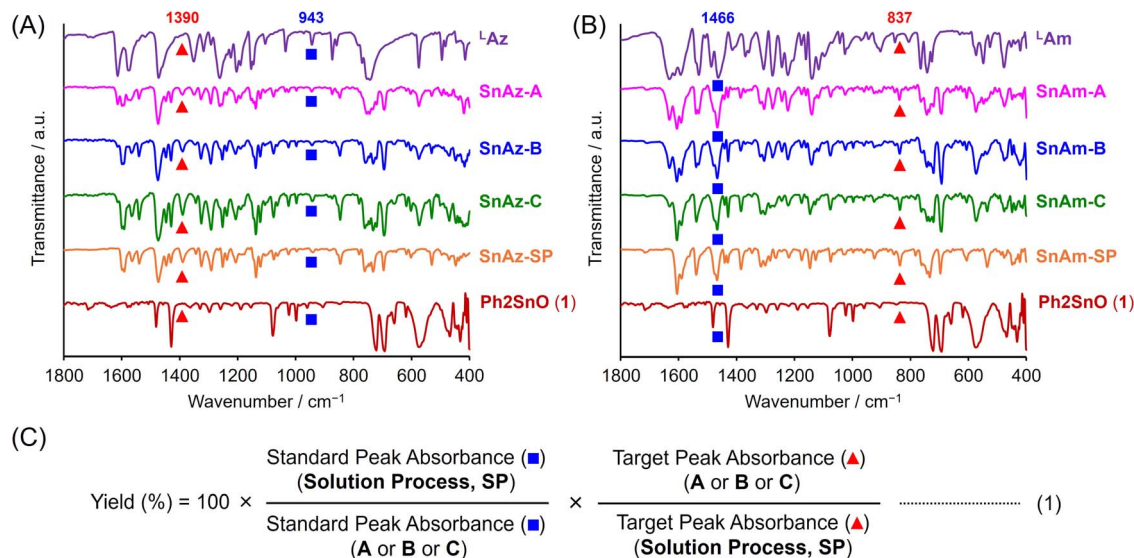 (A)
1390
943
ᴸAz
SnAz-A
SnAz-B
SnAz-C
SnAz-SP
Ph2SnO (1)
Transmittance / a.u.
1800 1600 1400 1200 1000 800 600 400
Wavenumber / cm⁻¹
(B)
1466
837
ᴸAm
SnAm-A
SnAm-B
SnAm-C
SnAm-SP
Ph2SnO (1)
Transmittance / a.u.
1800 1600 1400 1200 1000 800 600 400
Wavenumber / cm⁻¹
(C)
Yield (%) = 100 ×
Standard Peak Absorbance (■)
(Solution Process, SP)
Standard Peak Absorbance (■)
(A or B or C)
×
Target Peak Absorbance (▲)
(A or B or C)
Target Peak Absorbance (▲)
(Solution Process, SP)
(1)